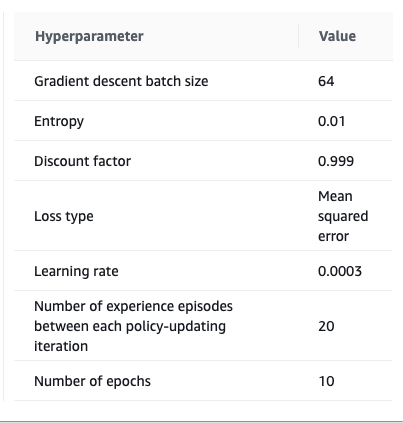 Hyperparameter Value
Gradient descent batch size 64
Entropy 0.01
Discount factor 0.999
Loss type Mean squared error
Learning rate 0.0003
Number of experience episodes
between each policy-updating 20
iteration
Number of epochs 10